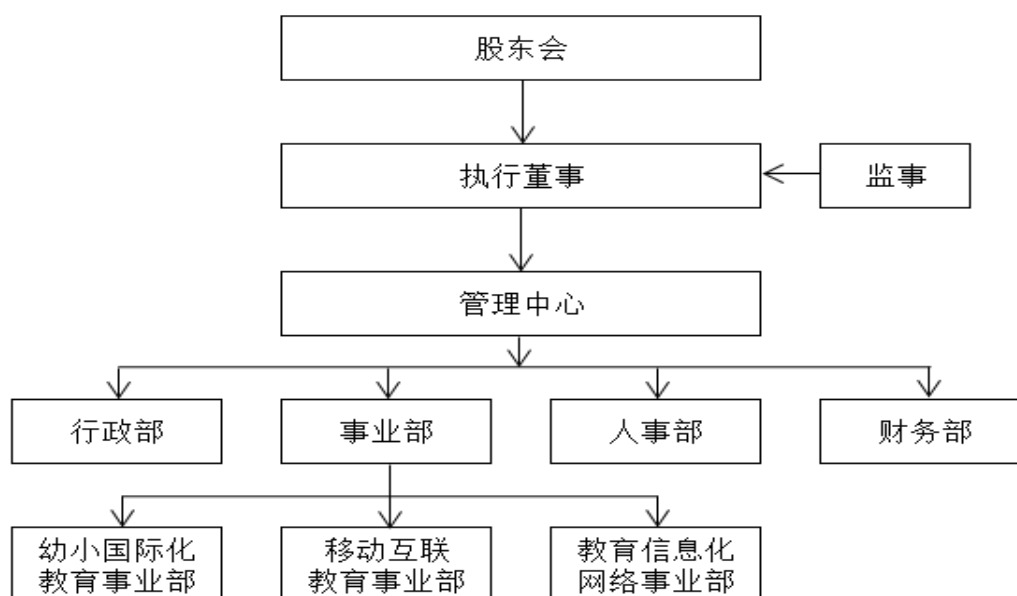 股东会
执行董事
监事
管理中心
行政部
事业部
人事部
财务部
幼小国际化
教育事业部
移动互联
教育事业部
教育信息化
网络事业部